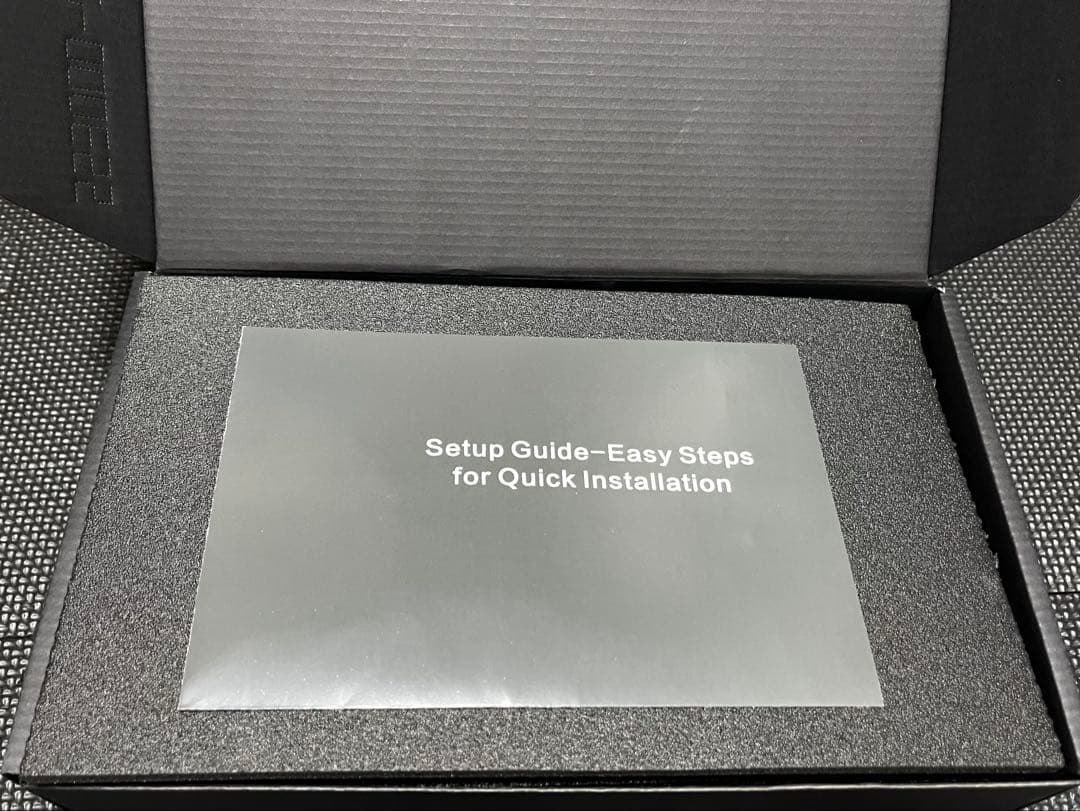 Setup Guide-Easy Steps
for Quick Installation